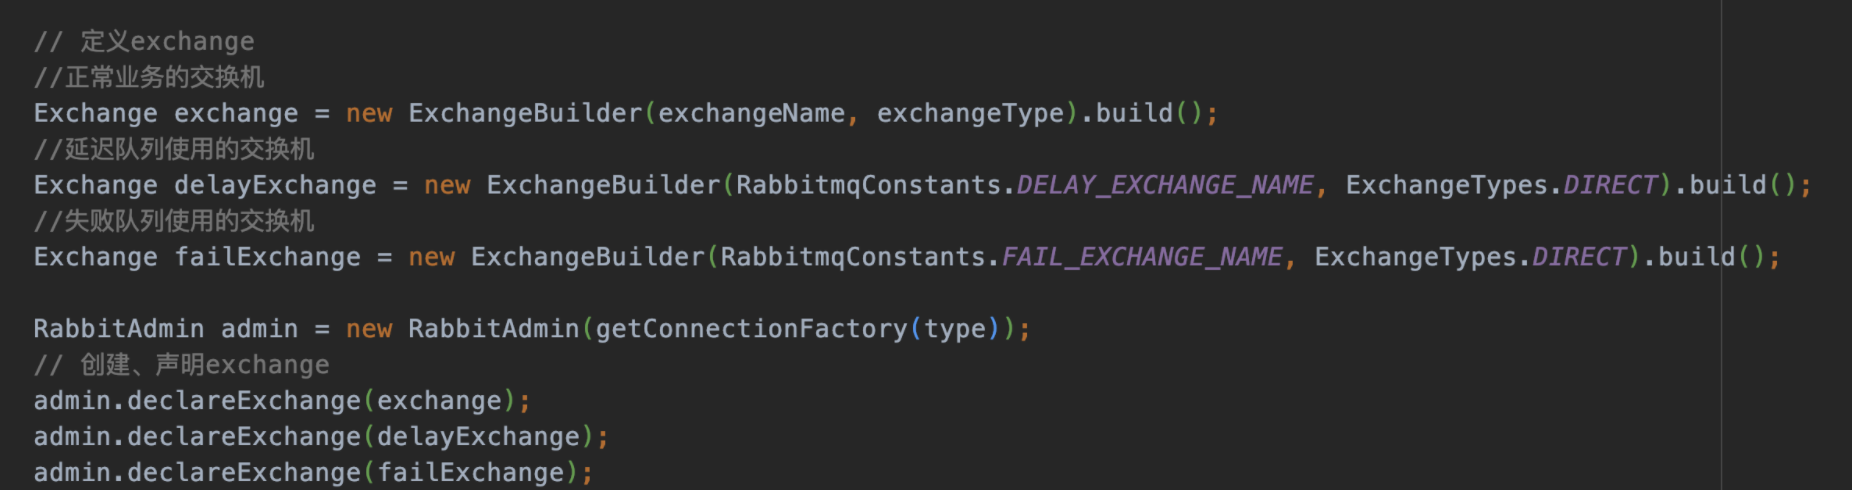 // 定义exchange
//正常业务的交换机
Exchange exchange = new ExchangeBuilder(exchangeName, exchangeType).build();
//延迟队列使用的交换机
Exchange delayExchange = new ExchangeBuilder(RabbitmqConstants.DELAY_EXCHANGE_NAME, ExchangeTypes.DIRECT).build();
//失败队列使用的交换机
Exchange failExchange = new ExchangeBuilder(RabbitmqConstants.FAIL_EXCHANGE_NAME, ExchangeTypes.DIRECT).build();
RabbitAdmin admin = new RabbitAdmin(getConnectionFactory(type));
// 创建、声明exchange
admin.declareExchange(exchange);
admin.declareExchange(delayExchange);
admin.declareExchange(failExchange);